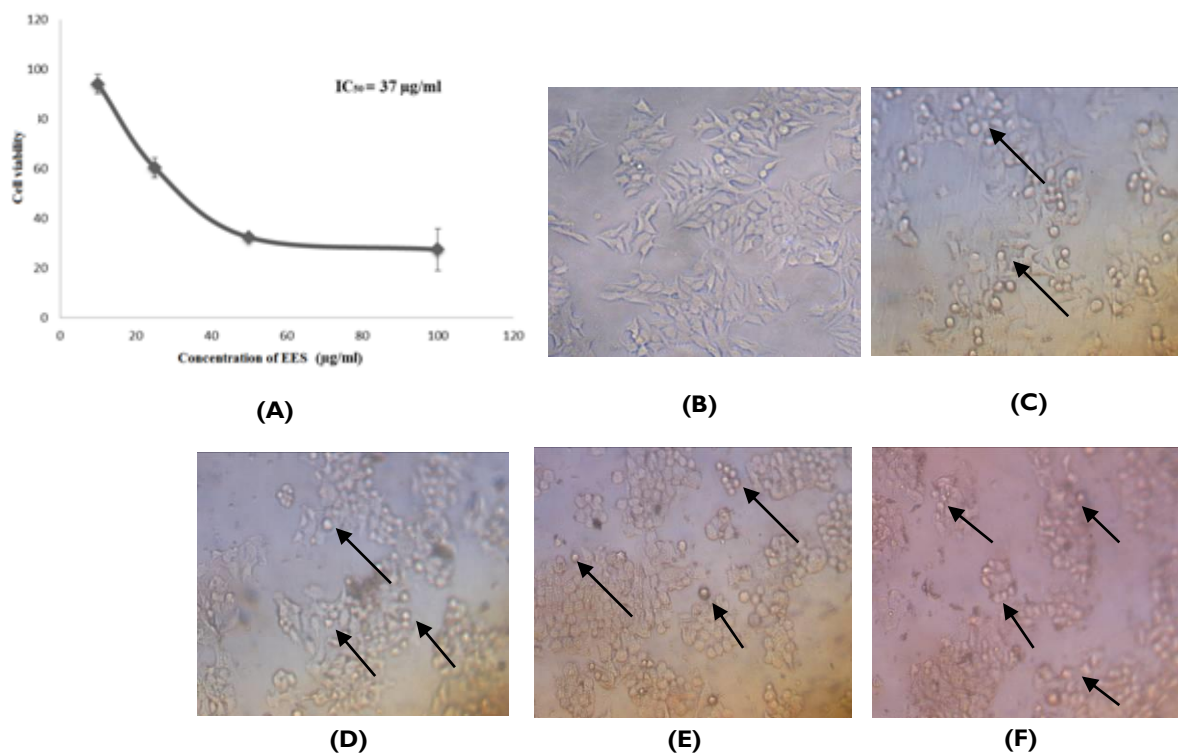 120
100
80
60
40
20
0
Cell viability
IC₅₀ = 37 µg/ml
0 20 40 60 80 100 120
Concentration of EES (µg/ml)
(A)
(B)
(C)
(D)
(E)
(F)